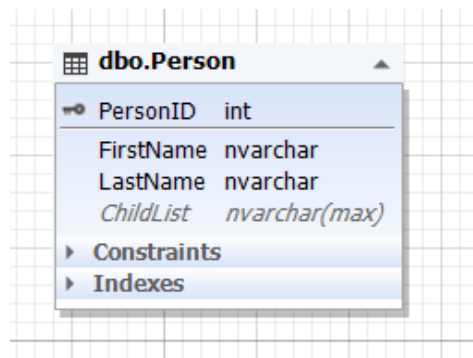 dbo.Person
PersonID int
FirstName nvarchar
LastName nvarchar
ChildList nvarchar(max)
Constraints
Indexes